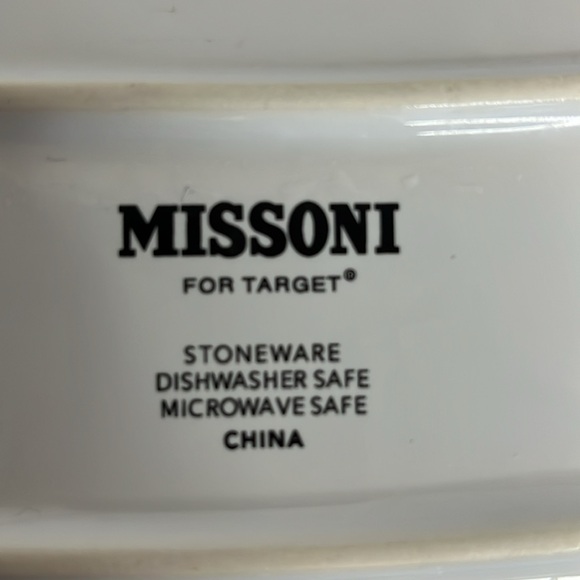 MISSONI
FOR TARGET®
STONEWARE
DISHWASHER SAFE
MICROWAVE SAFE
CHINA